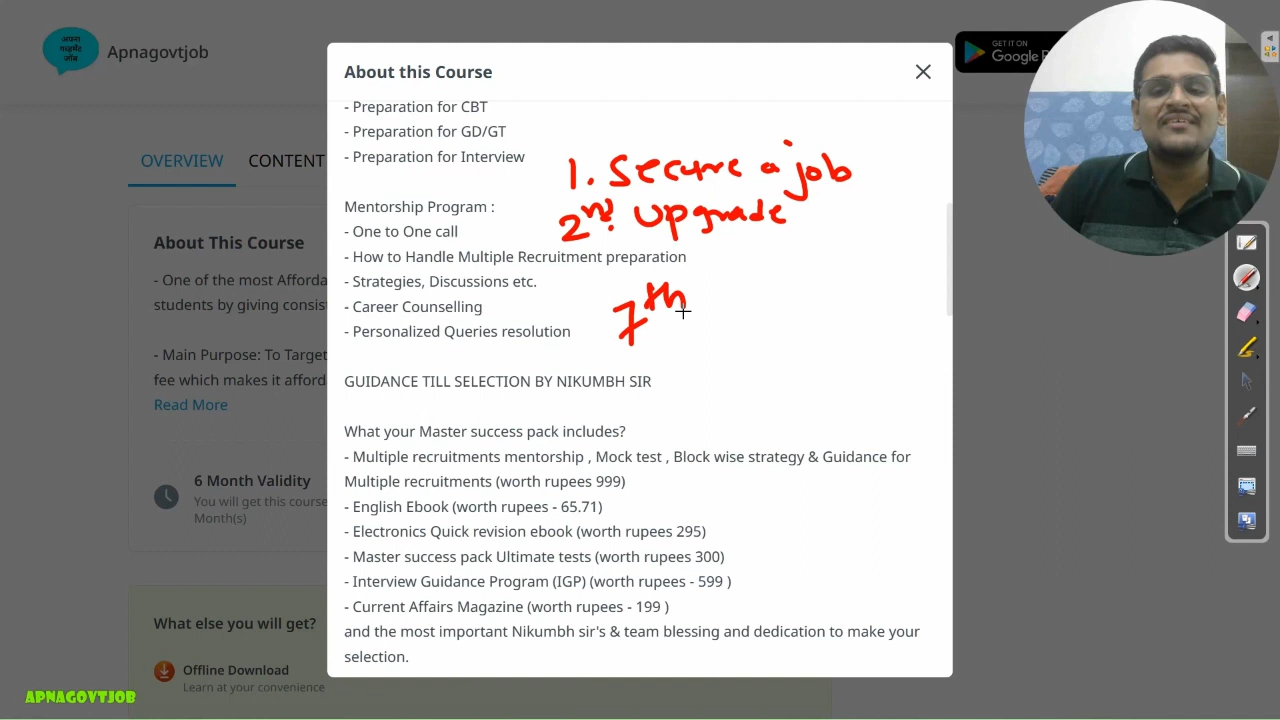 अपना
गव्हर्मेंट
जॉब
Apnagovtjob
GET IT ON
Google
OVERVIEW
CONTENT
About This Course
- One of the most Afforda
students by giving consist
- Main Purpose: To Target
fee which makes it afford
Read More
6 Month Validity
You will get this course
Month(s)
What else you will get?
Offline Download
Learn at your convenience
APNAGOVTJOB
About this Course
- Preparation for CBT
- Preparation for GD/GT
- Preparation for Interview
1. Secure a job
2nd. Upgrade
Mentorship Program :
- One to One call
- How to Handle Multiple Recruitment preparation
- Strategies, Discussions etc.
- Career Counselling
7th
- Personalized Queries resolution
GUIDANCE TILL SELECTION BY NIKUMBH SIR
What your Master success pack includes?
- Multiple recruitments mentorship , Mock test , Block wise strategy & Guidance for
Multiple recruitments (worth rupees 999)
- English Ebook (worth rupees - 65.71)
- Electronics Quick revision ebook (worth rupees 295)
- Master success pack Ultimate tests (worth rupees 300)
- Interview Guidance Program (IGP) (worth rupees - 599 )
- Current Affairs Magazine (worth rupees - 199 )
and the most important Nikumbh sir's & team blessing and dedication to make your
selection.